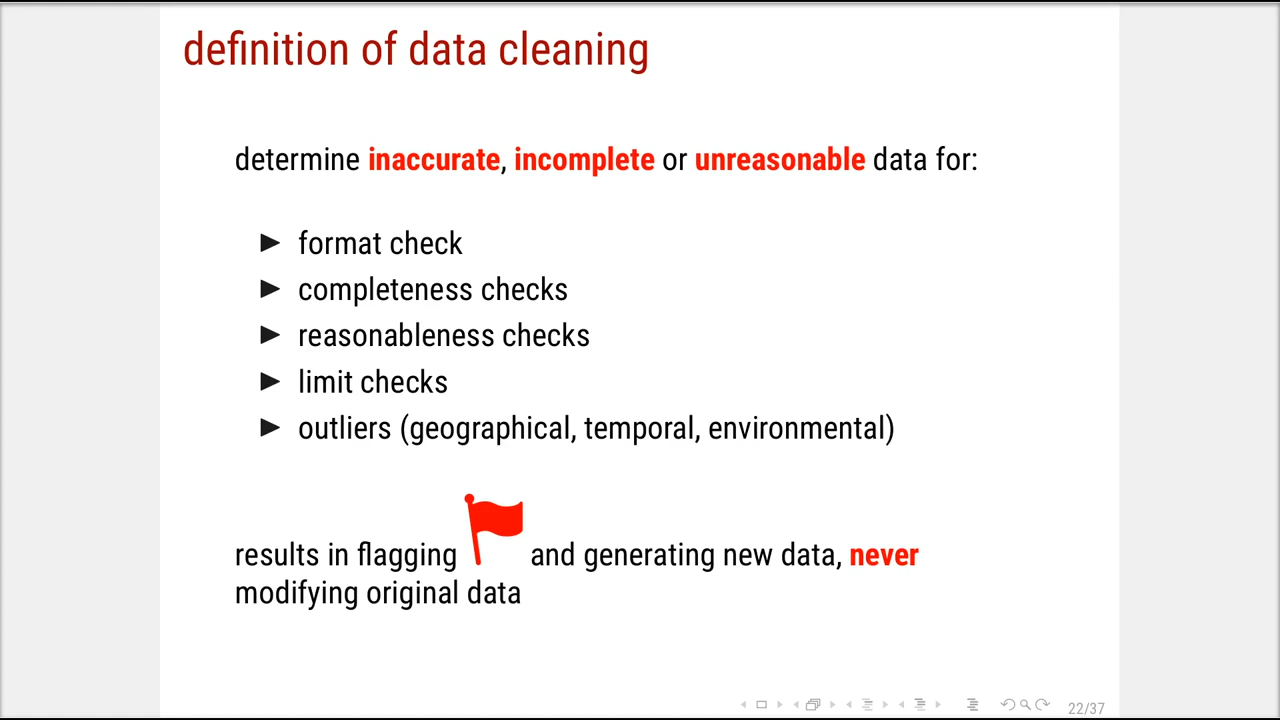 definition of data cleaning
determine inaccurate, incomplete or unreasonable data for:
format check
completeness checks
reasonableness checks
limit checks
outliers (geographical, temporal, environmental)
results in flagging and generating new data, never
modifying original data
22/37